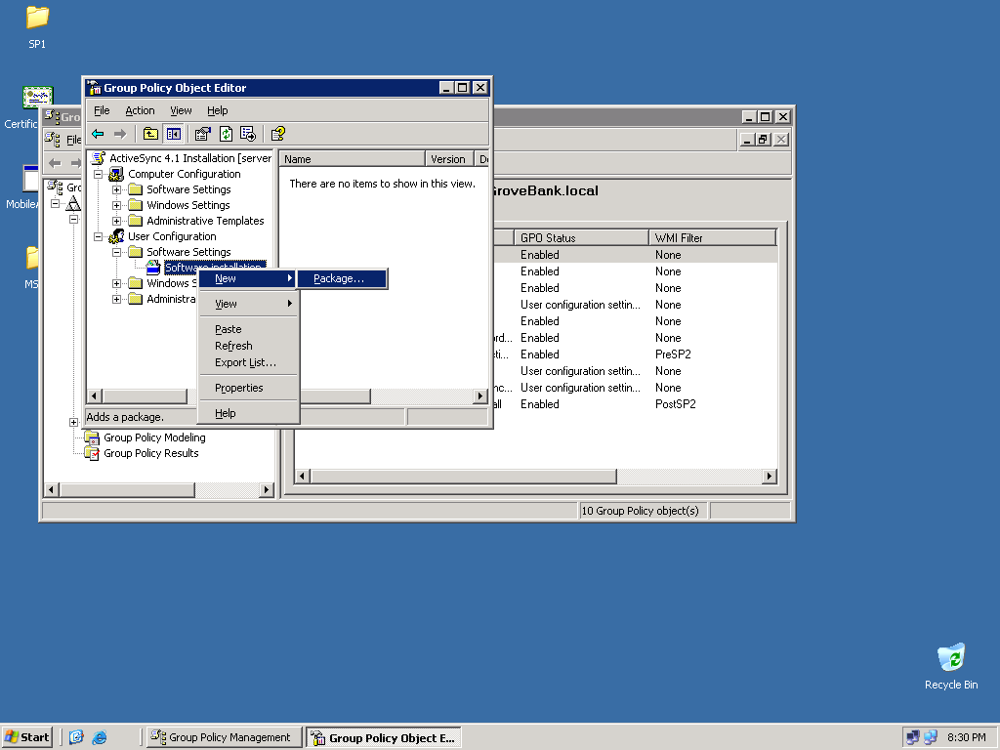 SP1
Group Policy Object Editor
File Action View Help
ActiveSync 4.1 Installation [server
Computer Configuration
Software Settings
Windows Settings
Administrative Templates
User Configuration
Software Settings
Software installation
Windows S
Administra
Name Version
There are no items to show in this view.
New
View
Paste
Refresh
Export List...
Properties
Help
Package...
Adds a package.
Certific
MobileA
MS
Gro
File
Gro
Group Policy Modeling
Group Policy Results
GroveBank.local
GPO Status WMI Filter
Enabled None
Enabled None
Enabled None
User configuration settin... None
Enabled None
ord... Enabled None
cti... Enabled PreSP2
User configuration settin... None
nc... User configuration settin... None
all Enabled PostSP2
10 Group Policy object(s)
Recycle Bin
Start
Group Policy Management
Group Policy Object E...
8:30 PM